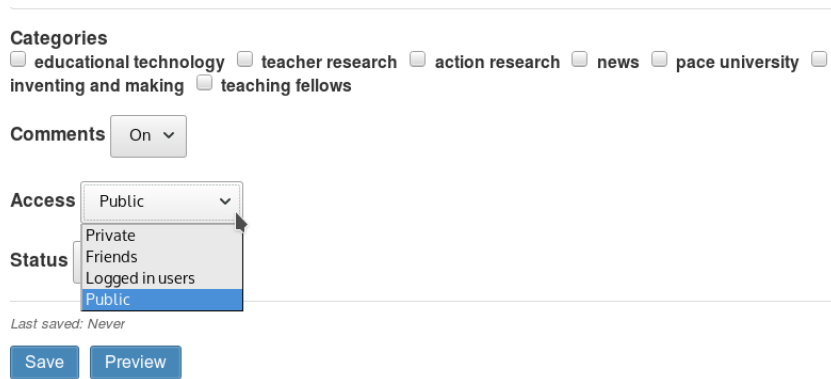 Categories
educational technology teacher research action research news pace university
inventing and making teaching fellows
Comments On
Access Public
Private
Friends
Status
Logged in users
Public
Last saved: Never
Save Preview